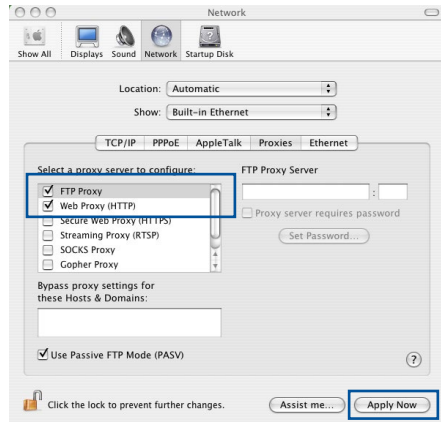 Network
Show All Displays Sound Network Startup Disk
Location: Automatic
Show: Built-in Ethernet
TCP/IP PPPoE AppleTalk Proxies Ethernet
Select a proxy server to configure: FTP Proxy Server
FTP Proxy
Web Proxy (HTTP) :
Secure Web Proxy (HTTPS) Proxy server requires password
Streaming Proxy (RTSP) Set Password...
SOCKS Proxy
Gopher Proxy
Bypass proxy settings for
these Hosts & Domains:
Use Passive FTP Mode (PASV) ?
Click the lock to prevent further changes. Assist me... Apply Now